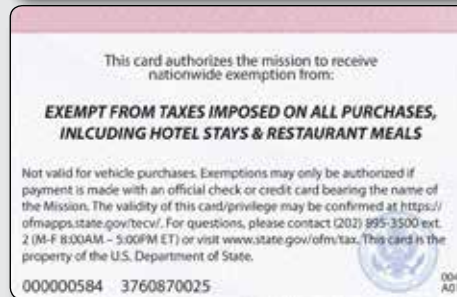 This card authorizes the mission to receive
nationwide exemption from:
EXEMPT FROM TAXES IMPOSED ON ALL PURCHASES,
INLCUDING HOTEL STAYS & RESTAURANT MEALS
Not valid for vehicle purchases. Exemptions may only be authorized if
payment is made with an official check or credit card bearing the name of
the Mission. The validity of this card/privilege may be confirmed at https://
ofmapps.state.gov/tecv/. For questions, please contact (202) 895-3500 ext.
2 (M-F 8:00AM – 5:00PM ET) or visit www.state.gov/ofm/tax. This card is the
property of the U.S. Department of State.
000000584 3760870025